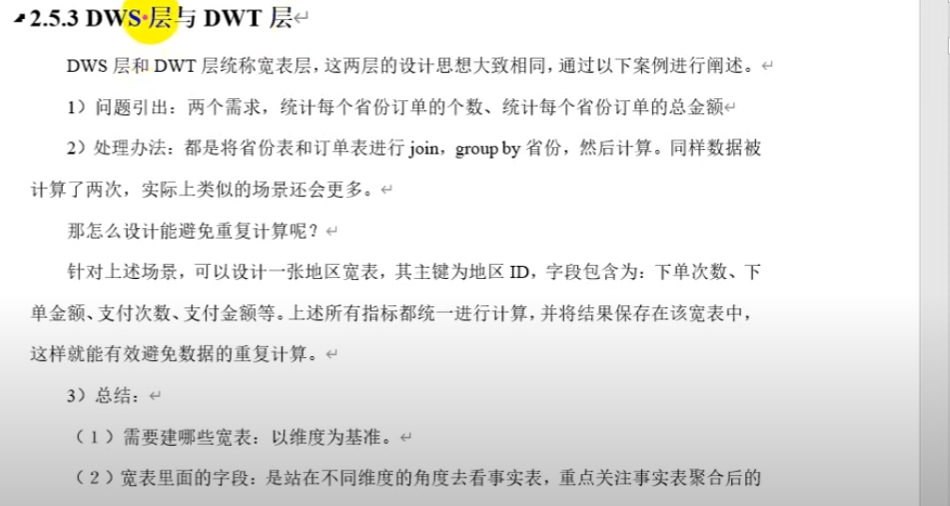 2.5.3 DWS 层与 DWT 层
DWS 层和 DWT 层统称宽表层，这两层的设计思想大致相同，通过以下案例进行阐述。
1）问题引出：两个需求，统计每个省份订单的个数、统计每个省份订单的总金额
2）处理办法：都是将省份表和订单表进行 join，group by 省份，然后计算。同样数据被
计算了两次，实际上类似的场景还会更多。
那怎么设计能避免重复计算呢？
针对上述场景，可以设计一张地区宽表，其主键为地区 ID，字段包含为：下单次数、下
单金额、支付次数、支付金额等。上述所有指标都统一进行计算，并将结果保存在该宽表中，
这样就能有效避免数据的重复计算。
3）总结：
（1）需要建哪些宽表：以维度为基准。
（2）宽表里面的字段：是站在不同维度的角度去看事实表，重点关注事实表聚合后的